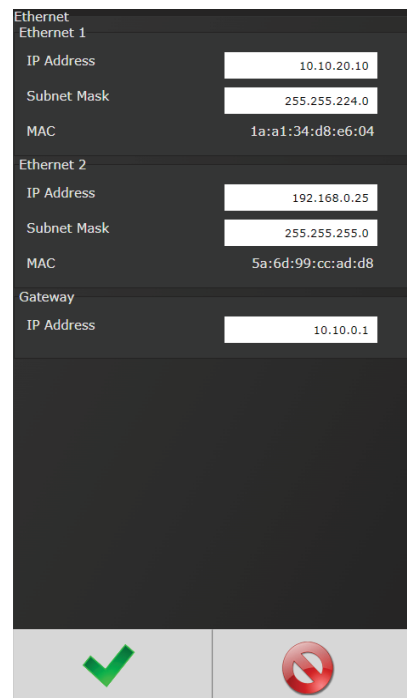 Ethernet
Ethernet 1
IP Address 10.10.20.10
Subnet Mask 255.255.224.0
MAC 1a:a1:34:d8:e6:04
Ethernet 2
IP Address 192.168.0.25
Subnet Mask 255.255.255.0
MAC 5a:6d:99:cc:ad:d8
Gateway
IP Address 10.10.0.1